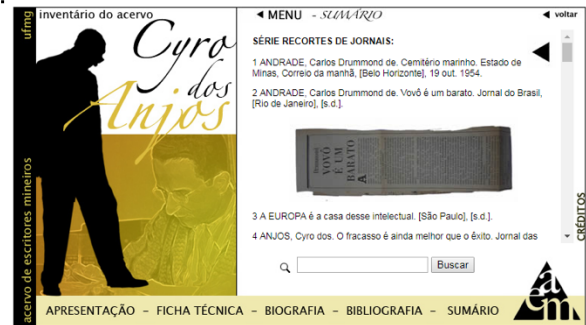 ufmg
inventário do acervo
Cyro
dos
Anjos
acervo de escritores mineiros
MENU - SUMÁRIO
voltar
SÉRIE RECORTES DE JORNAIS:
1 ANDRADE, Carlos Drummond de. Cemitério marinho. Estado de
Minas, Correio da manhã, [Belo Horizonte], 19 out. 1954.
2 ANDRADE, Carlos Drummond de. Vovô é um barato. Jornal do Brasil,
[Rio de Janeiro], [s.d.].
Drummond
VOVÔ
É UM
BARATO
3 A EUROPA é a casa desse intelectual. [São Paulo], [s.d.].
4 ANJOS, Cyro dos. O fracasso é ainda melhor que o êxito. Jornal das
Buscar
CRÉDITOS
APRESENTAÇÃO - FICHA TÉCNICA - BIOGRAFIA - BIBLIOGRAFIA - SUMÁRIO
aem